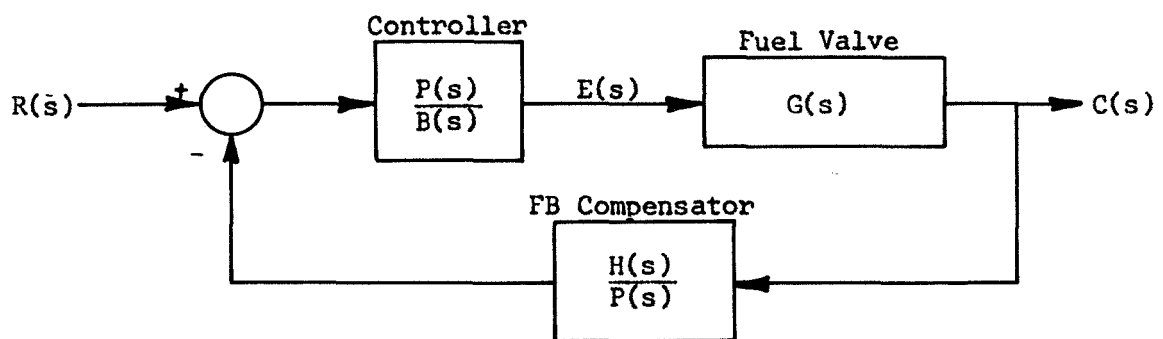 Controller
Fuel Valve
R(s)
+
P(s)
B(s)
E(s)
G(s)
C(s)
-
FB Compensator
H(s)
P(s)